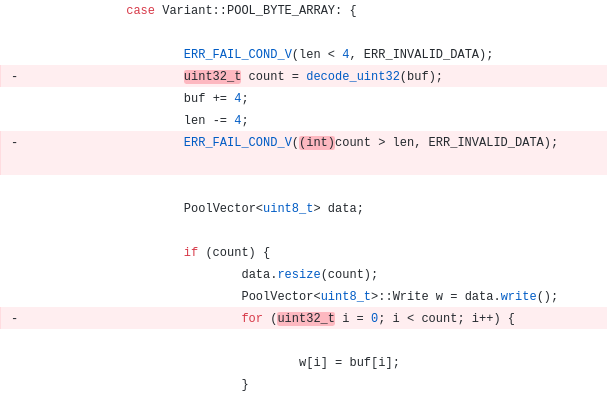 case Variant::POOL_BYTE_ARRAY: {
ERR_FAIL_COND_V(len < 4, ERR_INVALID_DATA);
- uint32_t count = decode_uint32(buf);
buf += 4;
len -= 4;
- ERR_FAIL_COND_V((int)count > len, ERR_INVALID_DATA);
PoolVector<uint8_t> data;
if (count) {
data.resize(count);
PoolVector<uint8_t>::Write w = data.write();
- for (uint32_t i = 0; i < count; i++) {
w[i] = buf[i];
}